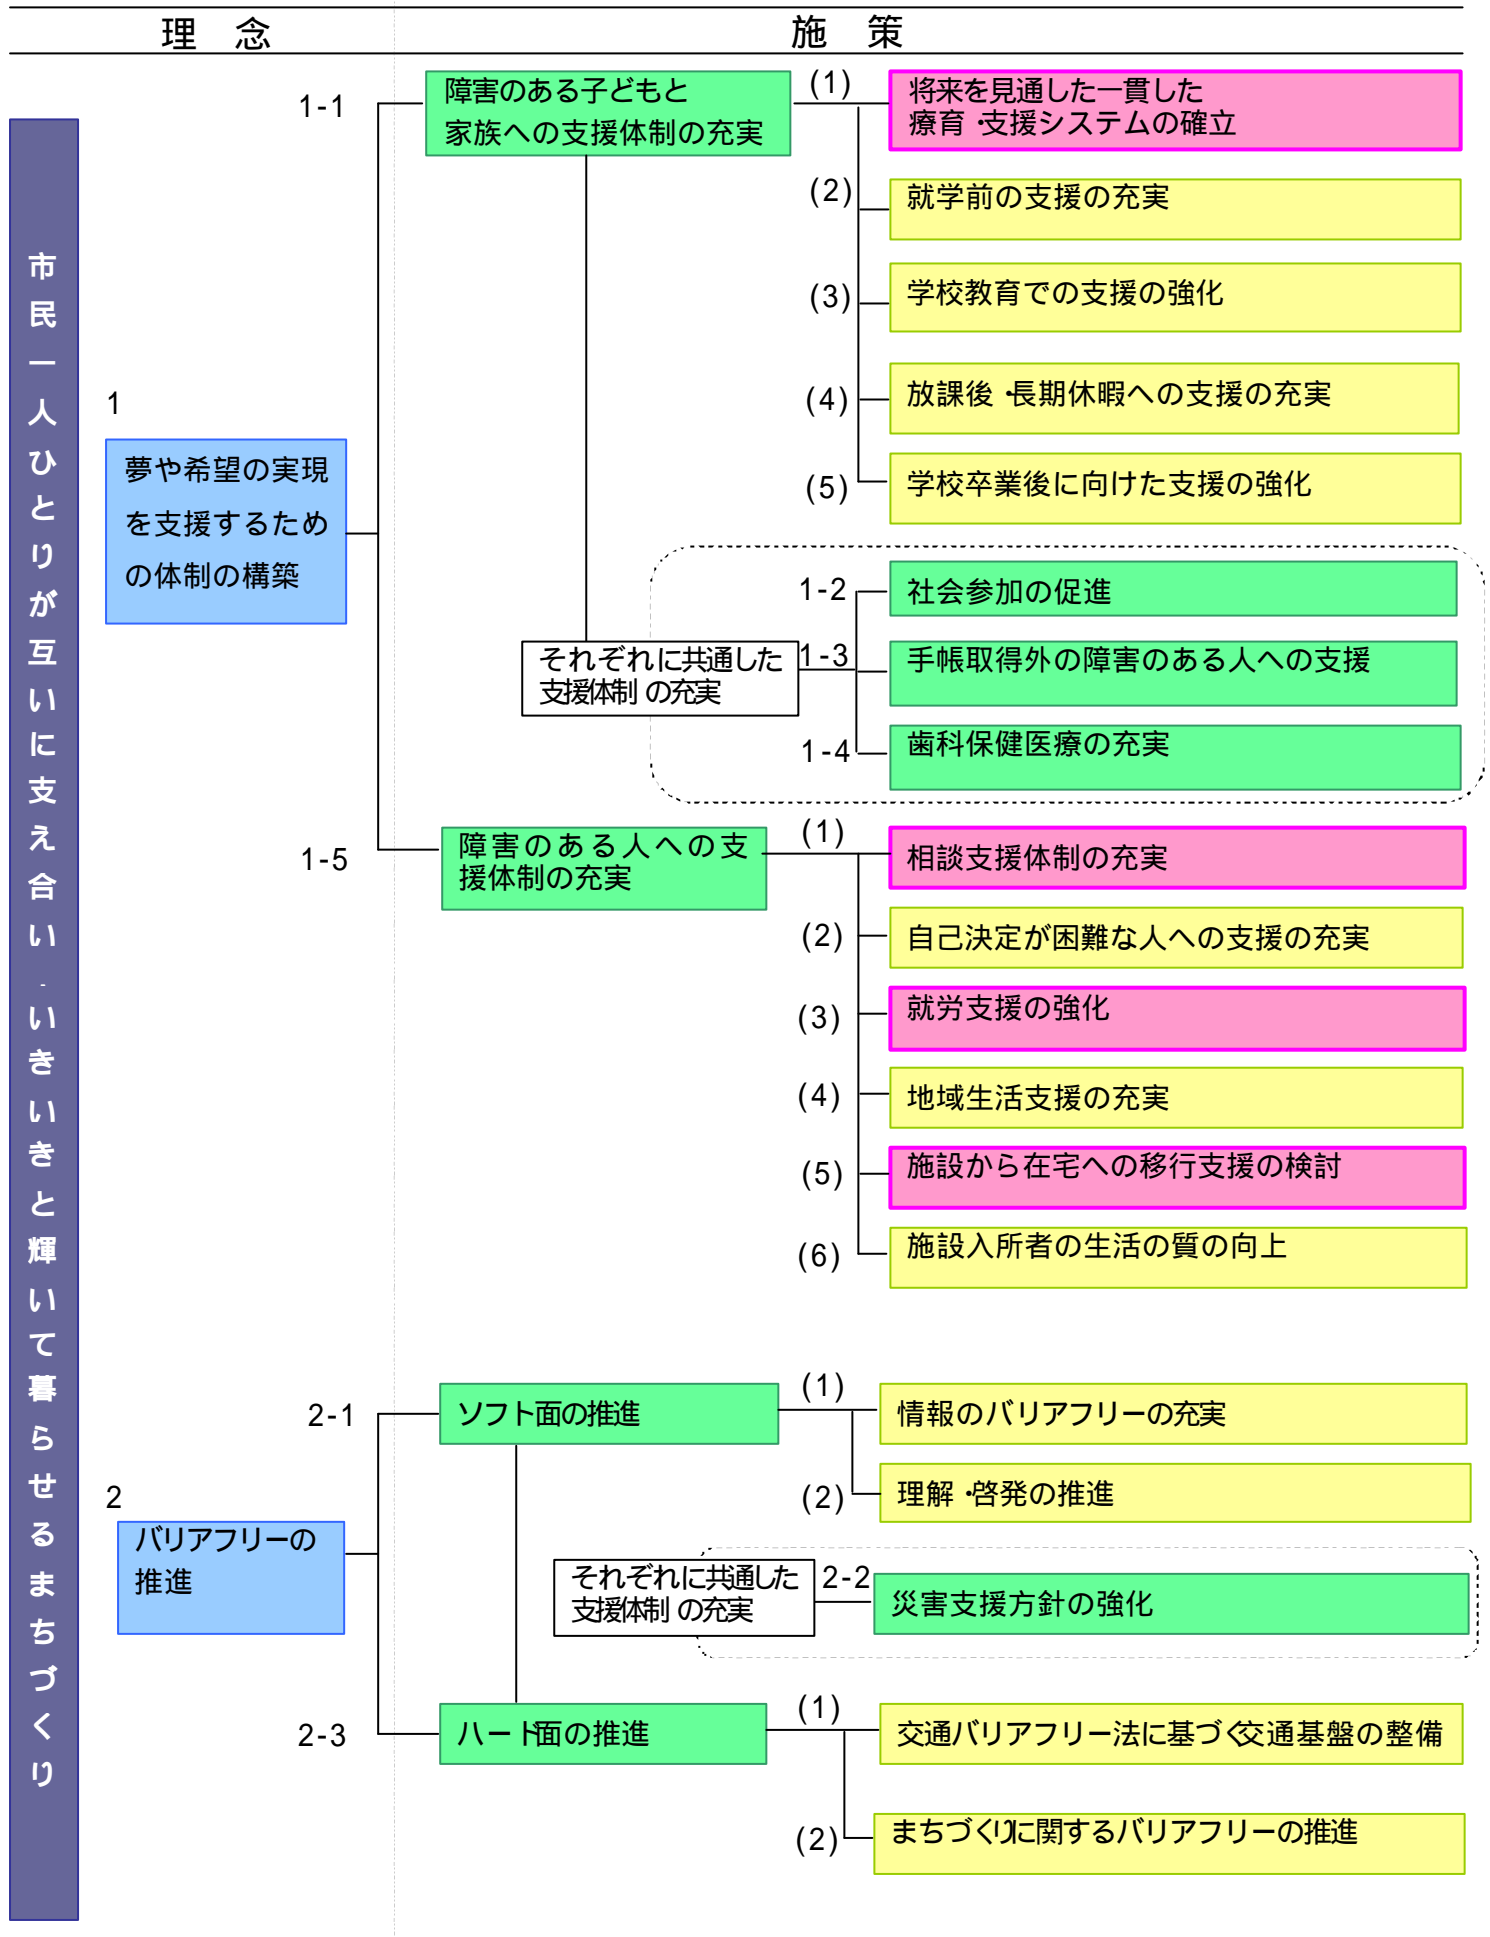 理念
施策
市民一人ひとりが互いに支え合い．いきいきと輝いて暮らせるまちづくり
1
夢や希望の実現
を支援するため
の体制の構築
1-1
障害のある子どもと
家族への支援体制の充実
(1)
将来を見通した一貫した
療育・支援システムの確立
(2)
就学前の支援の充実
(3)
学校教育での支援の強化
(4)
放課後・長期休暇への支援の充実
(5)
学校卒業後に向けた支援の強化
それぞれに共通した
支援体制の充実
1-2
社会参加の促進
1-3
手帳取得外の障害のある人への支援
1-4
歯科保健医療の充実
1-5
障害のある人への支
援体制の充実
(1)
相談支援体制の充実
(2)
自己決定が困難な人への支援の充実
(3)
就労支援の強化
(4)
地域生活支援の充実
(5)
施設から在宅への移行支援の検討
(6)
施設入所者の生活の質の向上
2
バリアフリーの
推進
2-1
ソフト面の推進
(1)
情報のバリアフリーの充実
(2)
理解・啓発の推進
それぞれに共通した
支援体制の充実
2-2
災害支援方針の強化
2-3
ハード面の推進
(1)
交通バリアフリー法に基づく交通基盤の整備
(2)
まちづくりに関するバリアフリーの推進